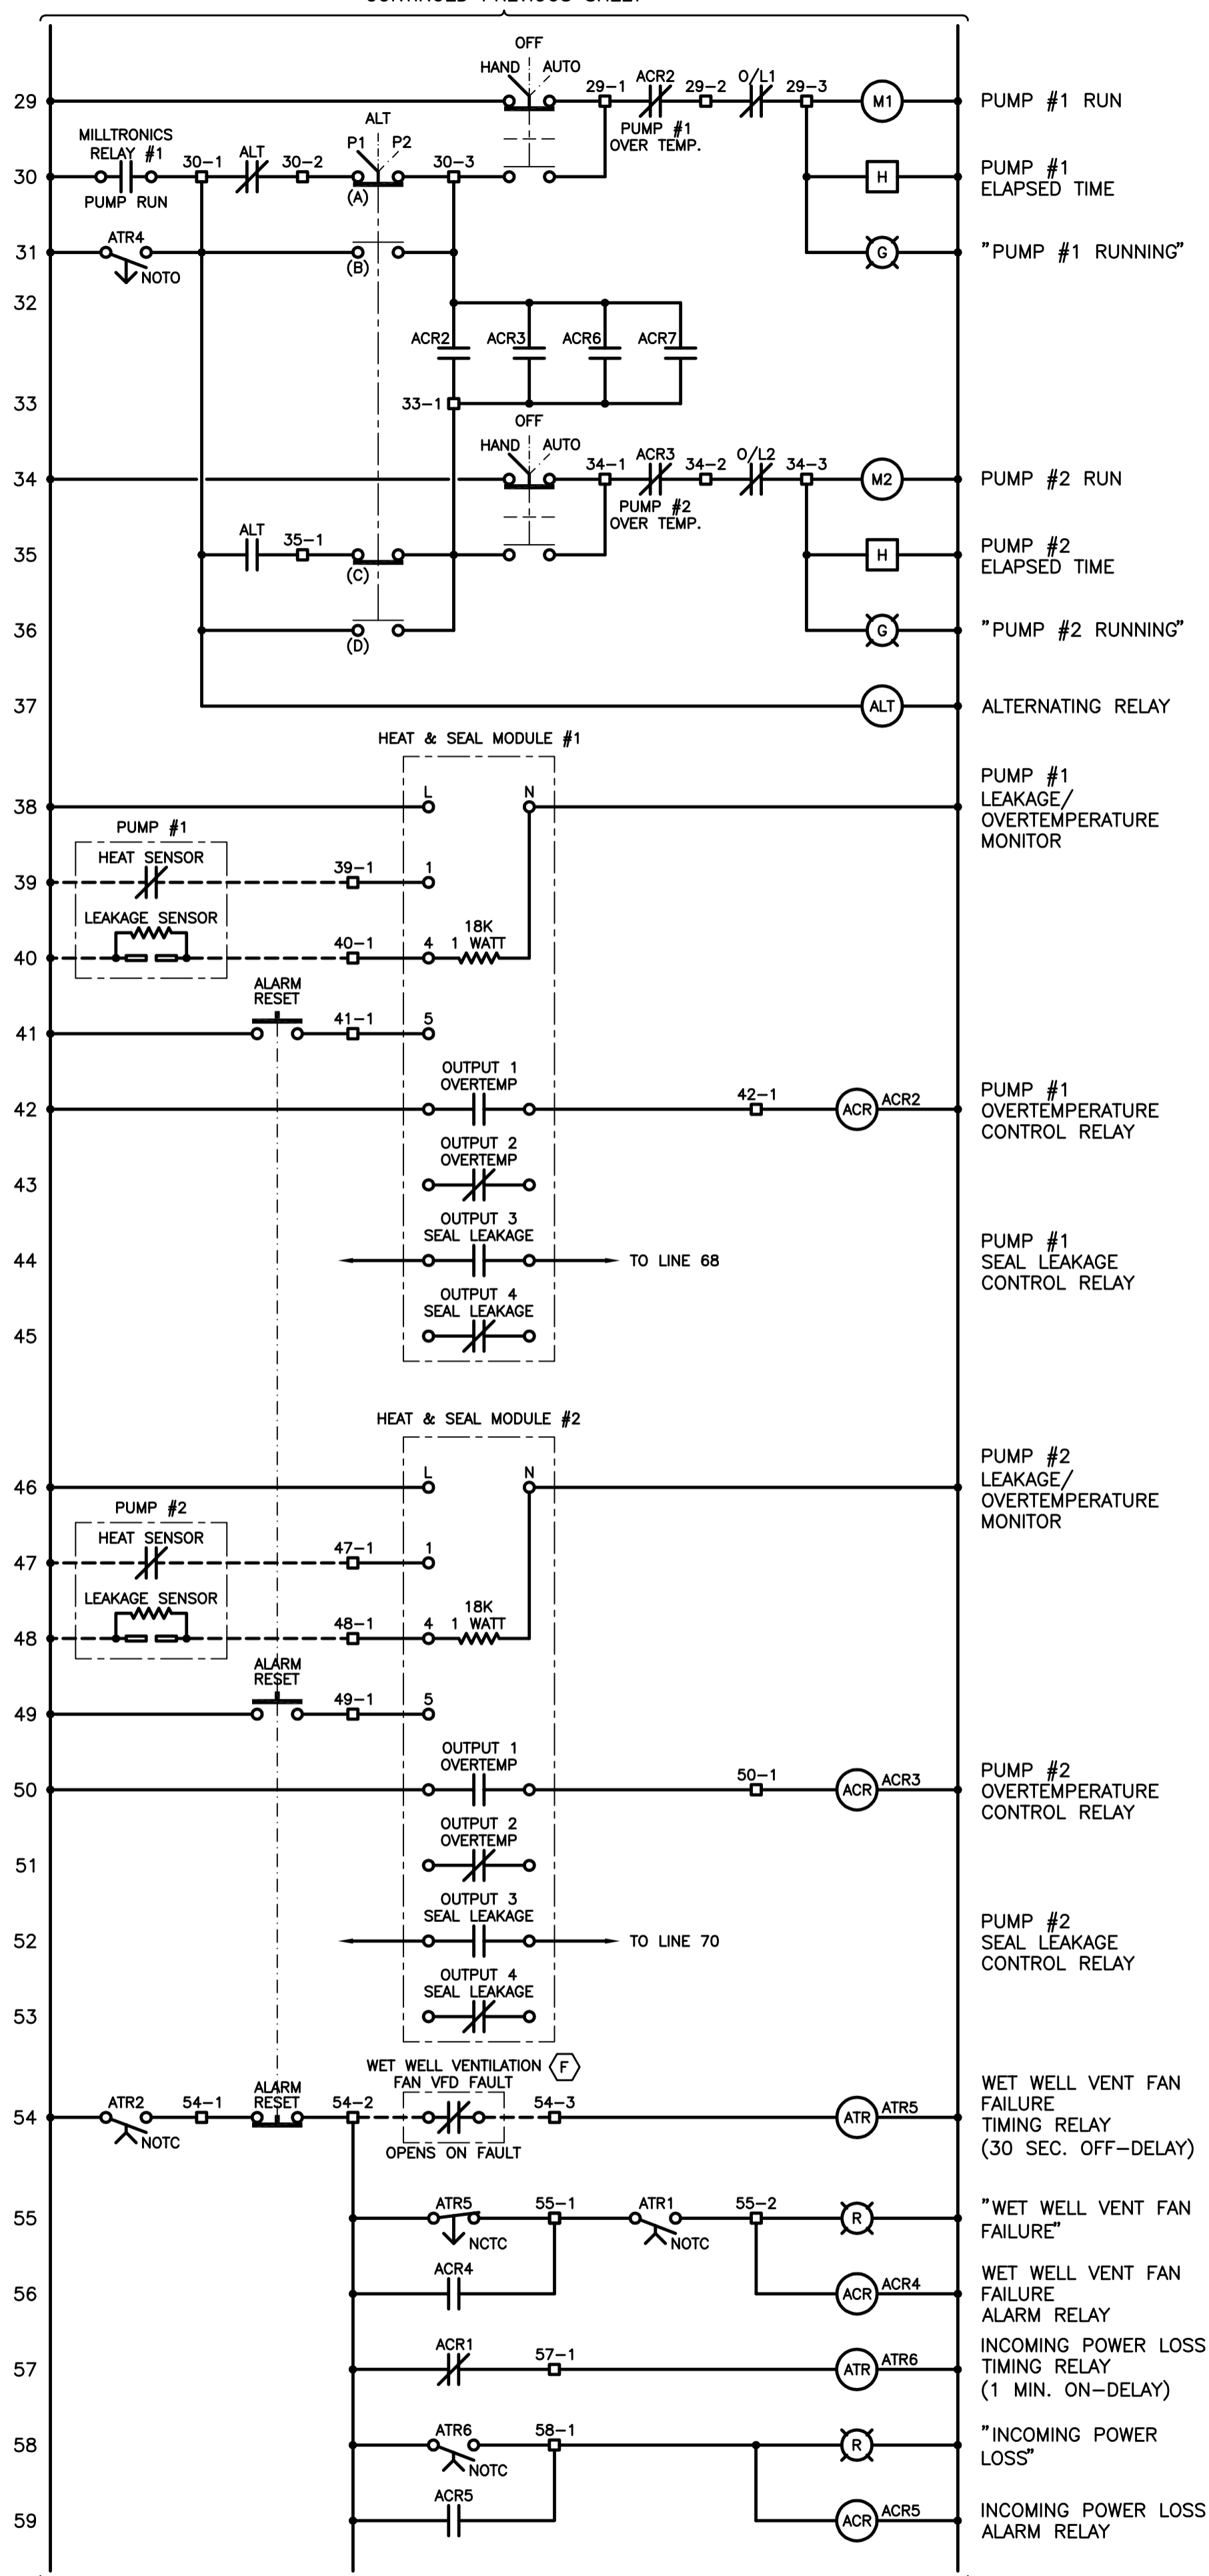 OFF
HAND AUTO
29 29-1 ACR2 29-2 O/L1 29-3 M1 PUMP #1 RUN
PUMP #1
OVER TEMP.
MILLTRONICS
RELAY #1
ALT
P1 P2
30 30-1 ALT 30-2 30-3 H PUMP #1
ELAPSED TIME
PUMP RUN
(A)
31 ATR4 G "PUMP #1 RUNNING"
NOTO
(B)
32
ACR2 ACR3 ACR6 ACR7
33 33-1
OFF
HAND AUTO
34 34-1 ACR3 34-2 O/L2 34-3 M2 PUMP #2 RUN
PUMP #2
OVER TEMP.
35 ALT 35-1 H PUMP #2
ELAPSED TIME
(C)
36 G "PUMP #2 RUNNING"
(D)
37 ALT ALTERNATING RELAY
HEAT & SEAL MODULE #1
38 L N PUMP #1
LEAKAGE/
OVERTEMPERATURE
MONITOR
PUMP #1
HEAT SENSOR
39 39-1 1
LEAKAGE SENSOR
18K
1 WATT
40 40-1 4
ALARM
RESET
41 41-1 5
OUTPUT 1
OVERTEMP
42 42-1 ACR ACR2 PUMP #1
OVERTEMPERATURE
CONTROL RELAY
OUTPUT 2
OVERTEMP
43
OUTPUT 3
SEAL LEAKAGE
44 TO LINE 68 PUMP #1
SEAL LEAKAGE
CONTROL RELAY
OUTPUT 4
SEAL LEAKAGE
45
HEAT & SEAL MODULE #2
46 L N PUMP #2
LEAKAGE/
OVERTEMPERATURE
MONITOR
PUMP #2
HEAT SENSOR
47 47-1 1
LEAKAGE SENSOR
18K
1 WATT
48 48-1 4
ALARM
RESET
49 49-1 5
OUTPUT 1
OVERTEMP
50 50-1 ACR ACR3 PUMP #2
OVERTEMPERATURE
CONTROL RELAY
OUTPUT 2
OVERTEMP
51
OUTPUT 3
SEAL LEAKAGE
52 TO LINE 70 PUMP #2
SEAL LEAKAGE
CONTROL RELAY
OUTPUT 4
SEAL LEAKAGE
53
WET WELL VENTILATION F
FAN VFD FAULT
ALARM
RESET
54 ATR2 54-1 54-2 54-3 ATR ATR5 WET WELL VENT FAN
FAILURE
TIMING RELAY
(30 SEC. OFF-DELAY)
NOTC
OPENS ON FAULT
55 ATR5 55-1 ATR1 55-2 R "WET WELL VENT FAN
FAILURE"
NCTC NOTC
56 ACR4 ACR ACR4 WET WELL VENT FAN
FAILURE
ALARM RELAY
57 ACR1 57-1 ATR ATR6 INCOMING POWER LOSS
TIMING RELAY
(1 MIN. ON-DELAY)
58 ATR6 58-1 R "INCOMING POWER
LOSS"
NOTC
59 ACR5 ACR ACR5 INCOMING POWER LOSS
ALARM RELAY